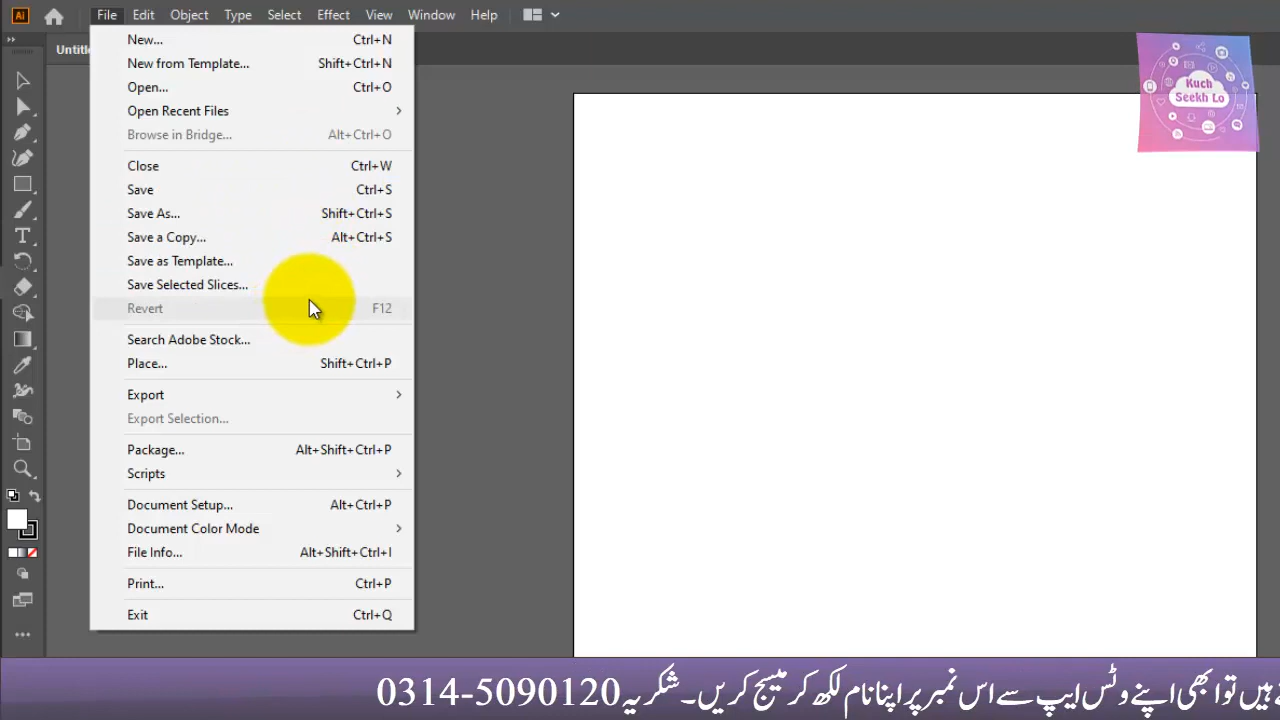 Ai File Edit Object Type Select Effect View Window Help
New... Ctrl+N
New from Template... Shift+Ctrl+N
Open... Ctrl+O
Open Recent Files
Browse in Bridge... Alt+Ctrl+O
Close Ctrl+W
Save Ctrl+S
Save As... Shift+Ctrl+S
Save a Copy... Alt+Ctrl+S
Save as Template...
Save Selected Slices...
Revert F12
Search Adobe Stock...
Place... Shift+Ctrl+P
Export
Export Selection...
Package... Alt+Shift+Ctrl+P
Scripts
Document Setup... Alt+Ctrl+P
Document Color Mode
File Info... Alt+Shift+Ctrl+I
Print... Ctrl+P
Exit Ctrl+Q
Kuch
Seekh Lo
ہیں تو ابھی اپنے وٹس ایپ سے اس نمبر پر اپنا نام لکھ کر میسج کریں۔ شکریہ 0314-5090120